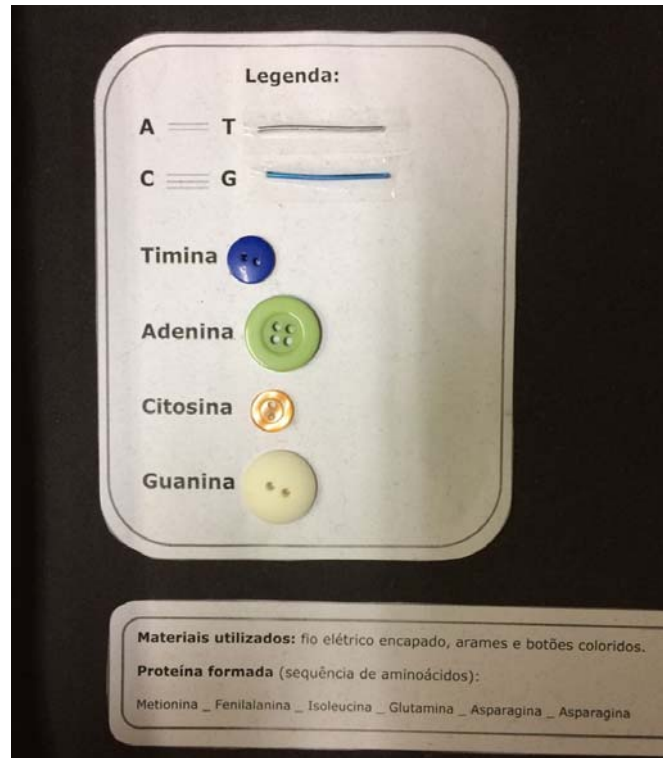 Legenda:
A T
C G
Timina
Adenina
Citosina
Guanina
Materiais utilizados: fio elétrico encapado, arames e botões coloridos.
Proteína formada (sequência de aminoácidos):
Metionina _ Fenilalanina _ Isoleucina _ Glutamina _ Asparagina _ Asparagina